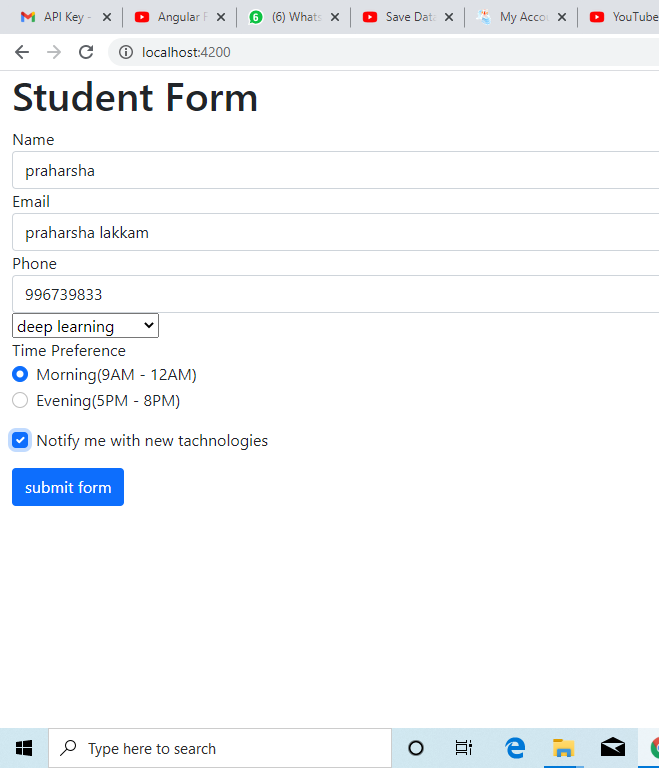 API Key -
Angular F
(6) Whats
Save Data
My Accou
YouTube
localhost:4200
Student Form
Name
praharsha
Email
praharsha lakkam
Phone
996739833
deep learning
Time Preference
Morning(9AM - 12AM)
Evening(5PM - 8PM)
Notify me with new tachnologies
submit form
Type here to search